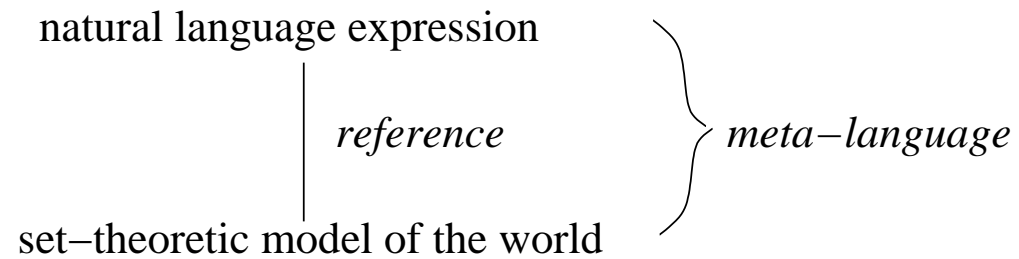 natural language expression
reference
meta−language
set−theoretic model of the world